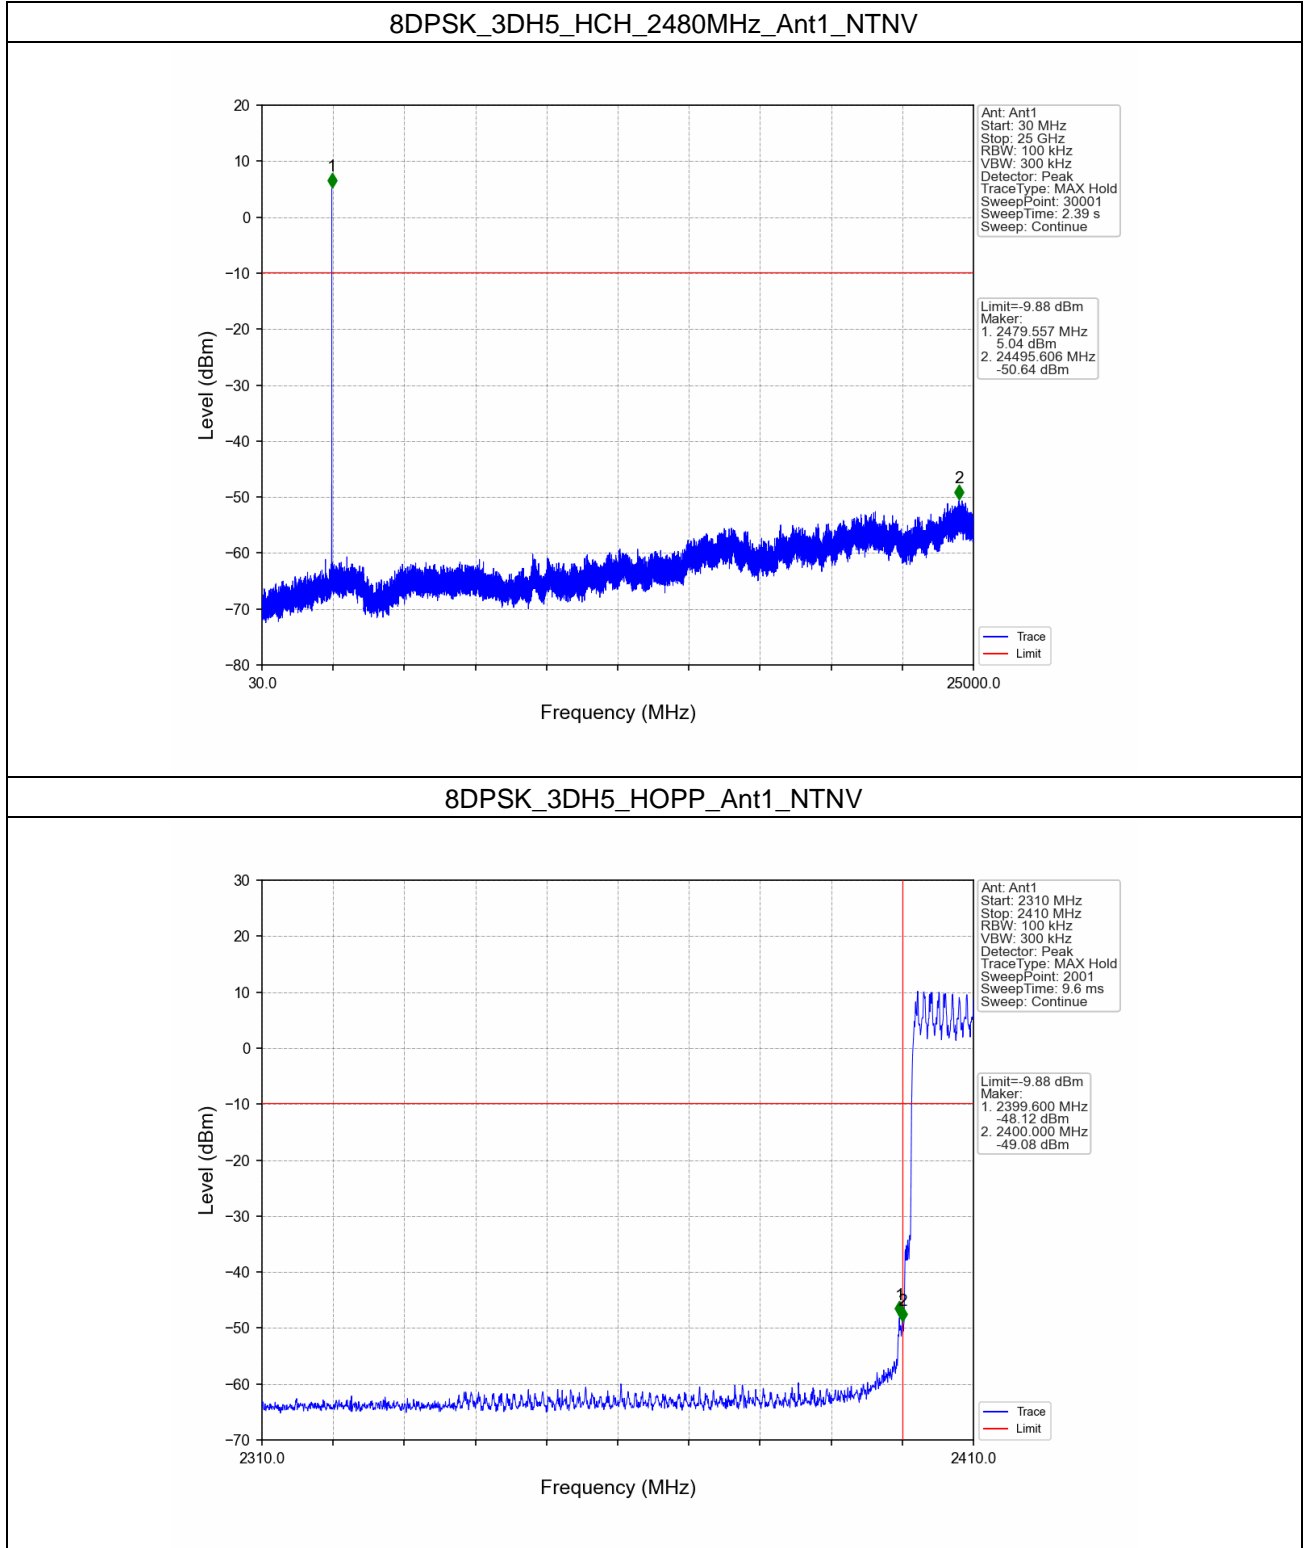 8DPSK_3DH5_HCH_2480MHz_Ant1_NTNV
20
10
0
−10
−20
−30
−40
−50
−60
−70
−80
Level (dBm)
1
2
30.0
25000.0
Frequency (MHz)
Ant: Ant1
Start: 30 MHz
Stop: 25 GHz
RBW: 100 kHz
VBW: 300 kHz
Detector: Peak
TraceType: MAX Hold
SweepPoint: 30001
SweepTime: 2.39 s
Sweep: Continue
Limit=-9.88 dBm
Maker:
1. 2479.557 MHz
5.04 dBm
2. 24495.606 MHz
-50.64 dBm
Trace
Limit
8DPSK_3DH5_HOPP_Ant1_NTNV
30
20
10
0
−10
−20
−30
−40
−50
−60
−70
Level (dBm)
1
2
2310.0
2410.0
Frequency (MHz)
Ant: Ant1
Start: 2310 MHz
Stop: 2410 MHz
RBW: 100 kHz
VBW: 300 kHz
Detector: Peak
TraceType: MAX Hold
SweepPoint: 2001
SweepTime: 9.6 ms
Sweep: Continue
Limit=-9.88 dBm
Maker:
1. 2399.600 MHz
-48.12 dBm
2. 2400.000 MHz
-49.08 dBm
Trace
Limit